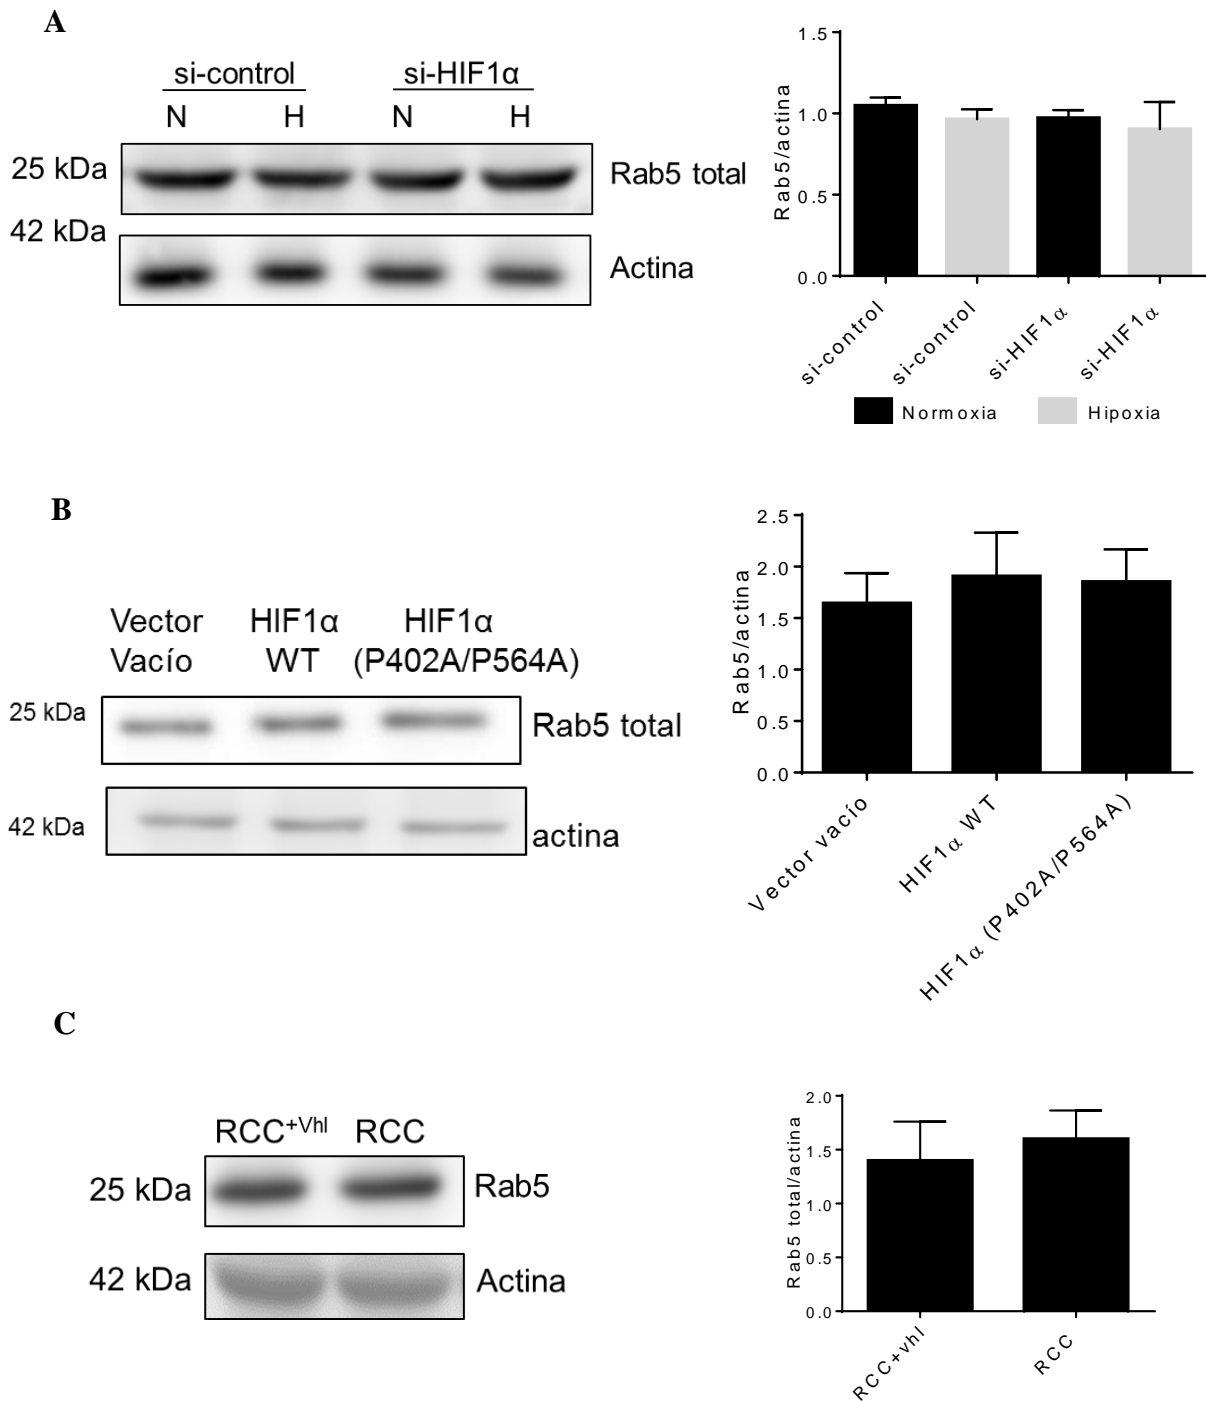 A
si-control si-HIF1α
N H N H
25 kDa Rab5 total
42 kDa
Actina
Rab5/actina
1.5
1.0
0.5
0.0
si-control
si-control
si-HIF1α
si-HIF1α
Normoxia Hipoxia
B
Vector Vacío
HIF1α WT
HIF1α (P402A/P564A)
25 kDa Rab5 total
42 kDa actina
Rab5/actina
2.5
2.0
1.5
1.0
0.5
0.0
Vector vacío
HIF1α WT
HIF1α (P402A/P564A)
C
RCC+Vhl RCC
25 kDa Rab5
42 kDa Actina
Rab5 total/actina
2.0
1.5
1.0
0.5
0.0
RCC+vhl
RCC